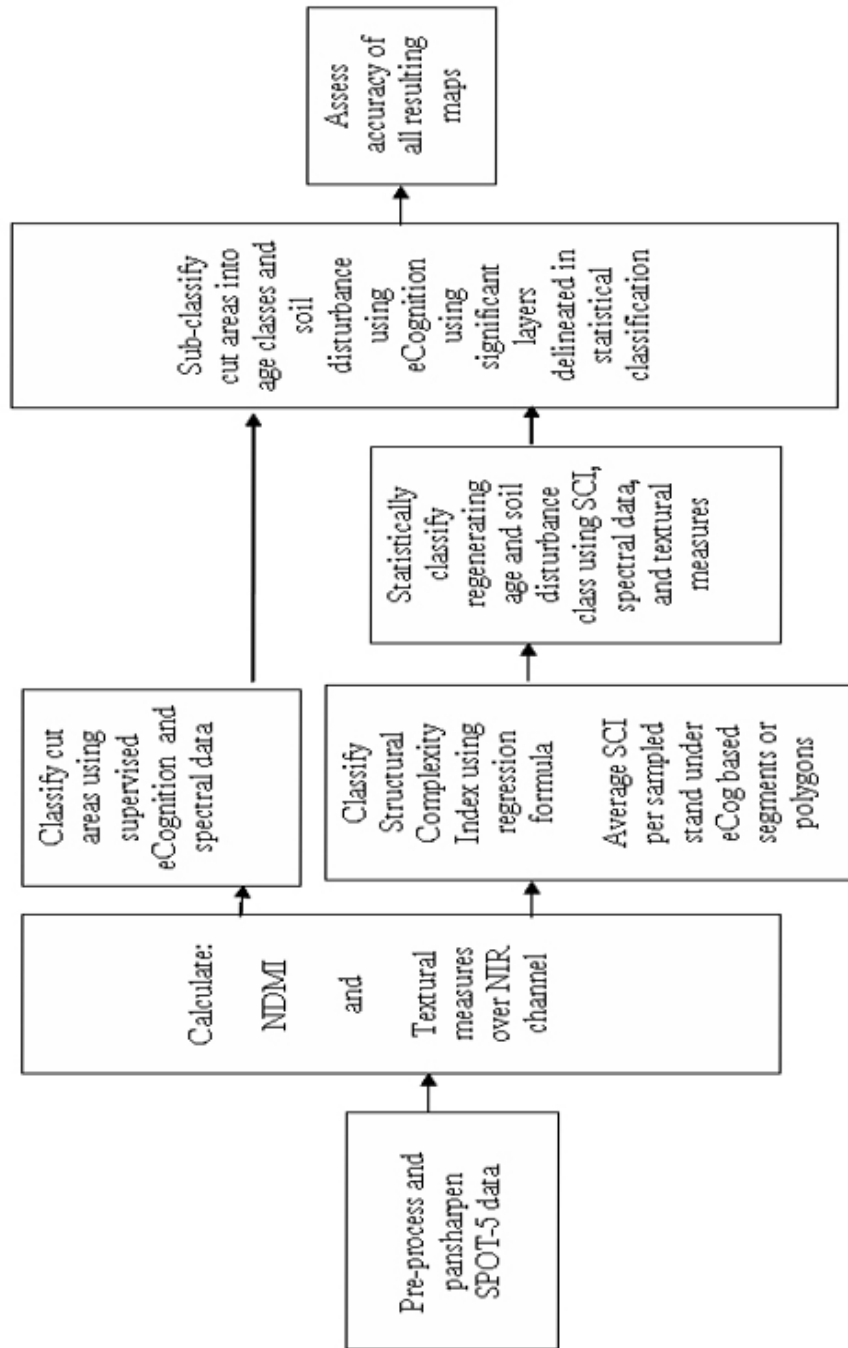 Pre-process and
pansharpen
SPOT-5 data
Calculate:
NDMI
and
Textural
measures
over NIR
channel
Classify cut
areas using
supervised
eCognition and
spectral data
Classify
Structural
Complexity
Index using
regression
formula
Average SCI
per sampled
stand under
eCog based
segments or
polygons
Statistically
classify
regenerating
age and soil
disturbance
class using SCI,
spectral data,
and textural
measures
Sub-classify
cut areas into
age classes and
soil
disturbance
using
eCognition
using
significant
layers
delineated in
statistical
classification
Assess
accuracy of
all resulting
maps